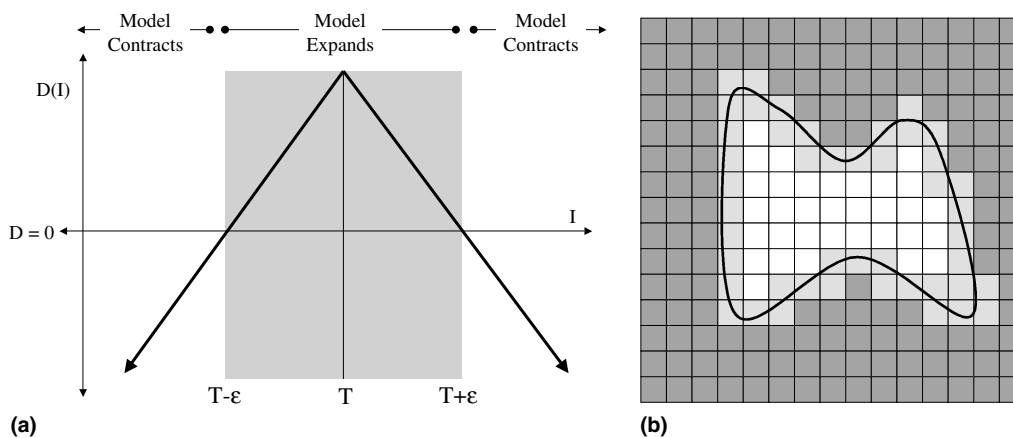 Model
Contracts
Model
Expands
Model
Contracts
D(I)
I
D = 0
T-ε
T
T+ε
(a)
(b)